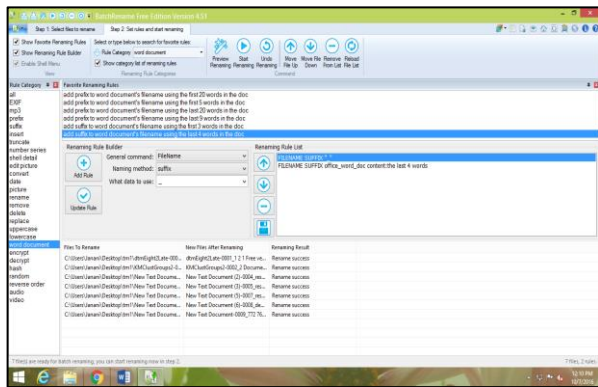 BatchRename Free Edition Version 4.53
Step 1: Select files to rename
Step 2: Set rules and start renaming
Show Favorite Renaming Rules
Select or type below to search for favorite rules:
Show Renaming Rule Builder
Rule Category word document
Enable Shell Menu
Show category list of renaming rules
Preview Renaming
Start Renaming
Undo Renaming
Move File Up
Move File Down
Remove From List
Reload File List
View
Renaming Rule Categories
Command
Rule Category
Favorite Renaming Rules
all
EXIF
mp3
prefix
suffix
insert
truncate
number series
shell detail
edit picture
convert
date
picture
rename
remove
delete
replace
uppercase
lowercase
word document
encrypt
decrypt
hash
random
reverse order
audio
video
add prefix to word document's filename using the first 20 words in the doc
add prefix to word document's filename using the first 5 words in the doc
add prefix to word document's filename using the last 20 words in the doc
add prefix to word document's filename using the last 9 words in the doc
add suffix to word document's filename using the first 3 words in the doc
add suffix to word document's filename using the last 4 words in the doc
Renaming Rule Builder
Renaming Rule List
Add Rule
Update Rule
General command: FileName
Naming method: suffix
What data to use: _
FILENAME SUFFIX: "_"
FILENAME SUFFIX: office_word_doc content:the last 4 words
Files To Rename
New Files After Renaming
Renaming Result
Rename success
Rename success
Rename success
Rename success
Rename success
Rename success
Rename success
7 file(s) are ready for batch renaming, you can start renaming now in step 2.
7 files, 2 rules.
12:10 PM